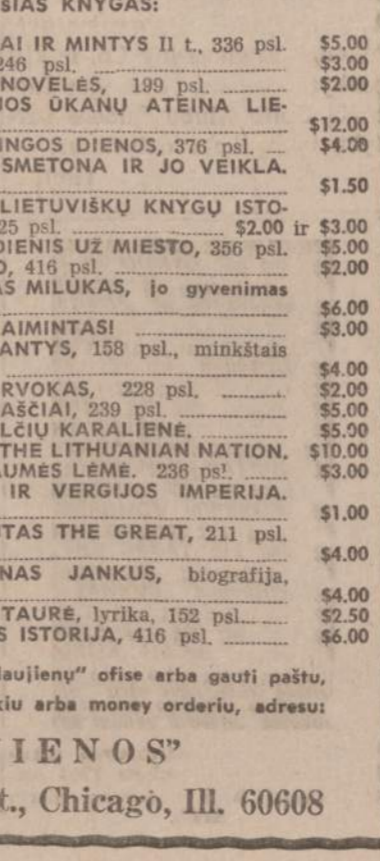 ŠIAS KNYGAS:
AI IR MINTYS II t., 336 psl. $5.00
246 psl. $3.00
NOVELĖS, 199 psl. $2.00
IOS ŪKANŲ ATEINA LIE-
$12.00
INGOS DIENOS, 376 psl. $4.00
SMETONA IR JO VEIKLA.
$1.50
LIETUVIŠKŲ KNYGŲ ISTO-
25 psl. $2.00 ir $3.00
DIENIS UŽ MIESTO, 356 psl. $5.00
O, 416 psl. $2.00
AS MILUKAS, jo gyvenimas
$6.00
AIMINTAS! $3.00
ANTYS, 158 psl., minkštais
$4.00
RVOKAS, 228 psl. $2.00
AŠČIAI, 239 psl. $5.00
LČIŲ KARALIENĖ. $5.00
THE LITHUANIAN NATION. $10.00
AUMĖS LĖMĖ. 236 psl. $3.00
IR VERGIJOS IMPERIJA.
$1.00
TAS THE GREAT, 211 psl.
$4.00
NAS JANKUS, biografija,
$4.00
TAURĖ, lyrika, 152 psl. $2.50
S ISTORIJA, 416 psl. $6.00
laujienų” ofise arba gauti paštu,
kiu arba money orderiu, adresu:
IENOS”
t., Chicago, Ill. 60608